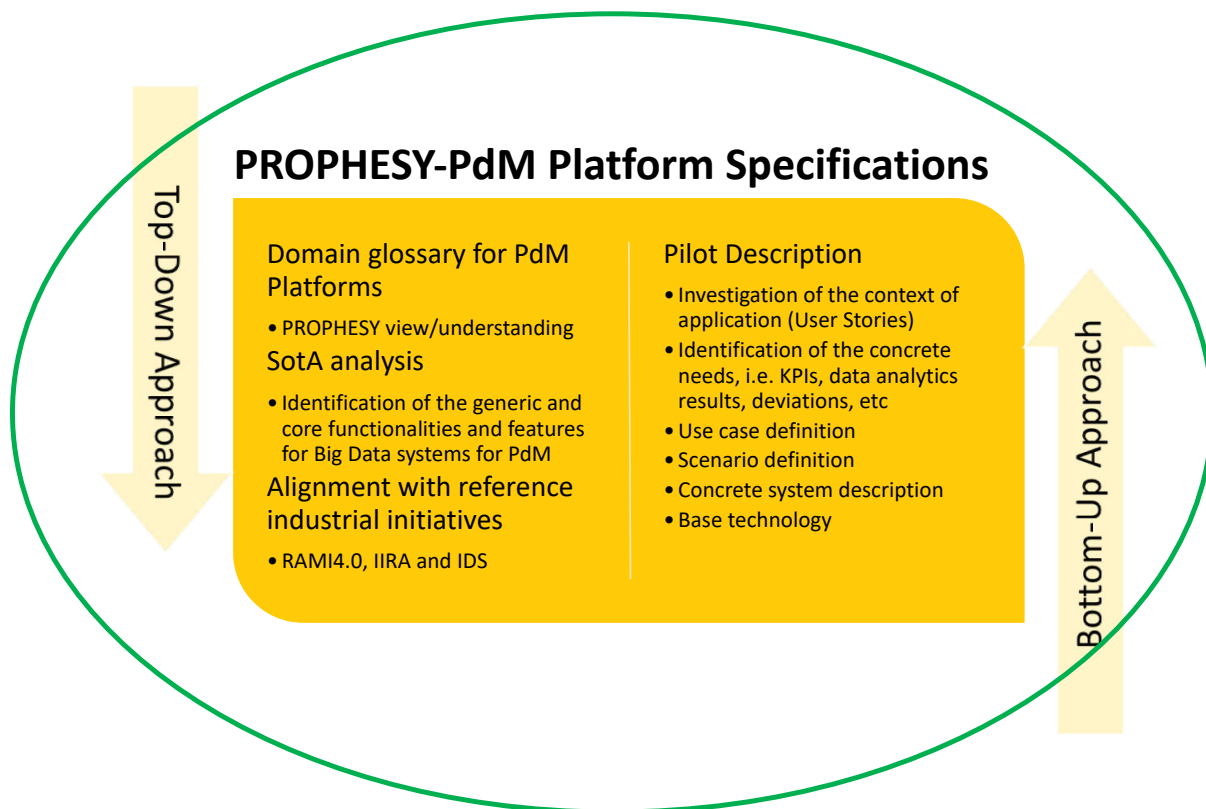 PROPHESY-PdM Platform Specifications
Top-Down Approach
Domain glossary for PdM
Platforms
• PROPHESY view/understanding
SotA analysis
• Identification of the generic and
core functionalities and features
for Big Data systems for PdM
Alignment with reference
industrial initiatives
• RAMI4.0, IIRA and IDS
Pilot Description
• Investigation of the context of
application (User Stories)
• Identification of the concrete
needs, i.e. KPIs, data analytics
results, deviations, etc
• Use case definition
• Scenario definition
• Concrete system description
• Base technology
Bottom-Up Approach